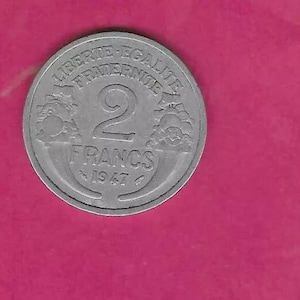 LIBERTE·EGALITE
FRATERNITE
2
FRANCS
1947